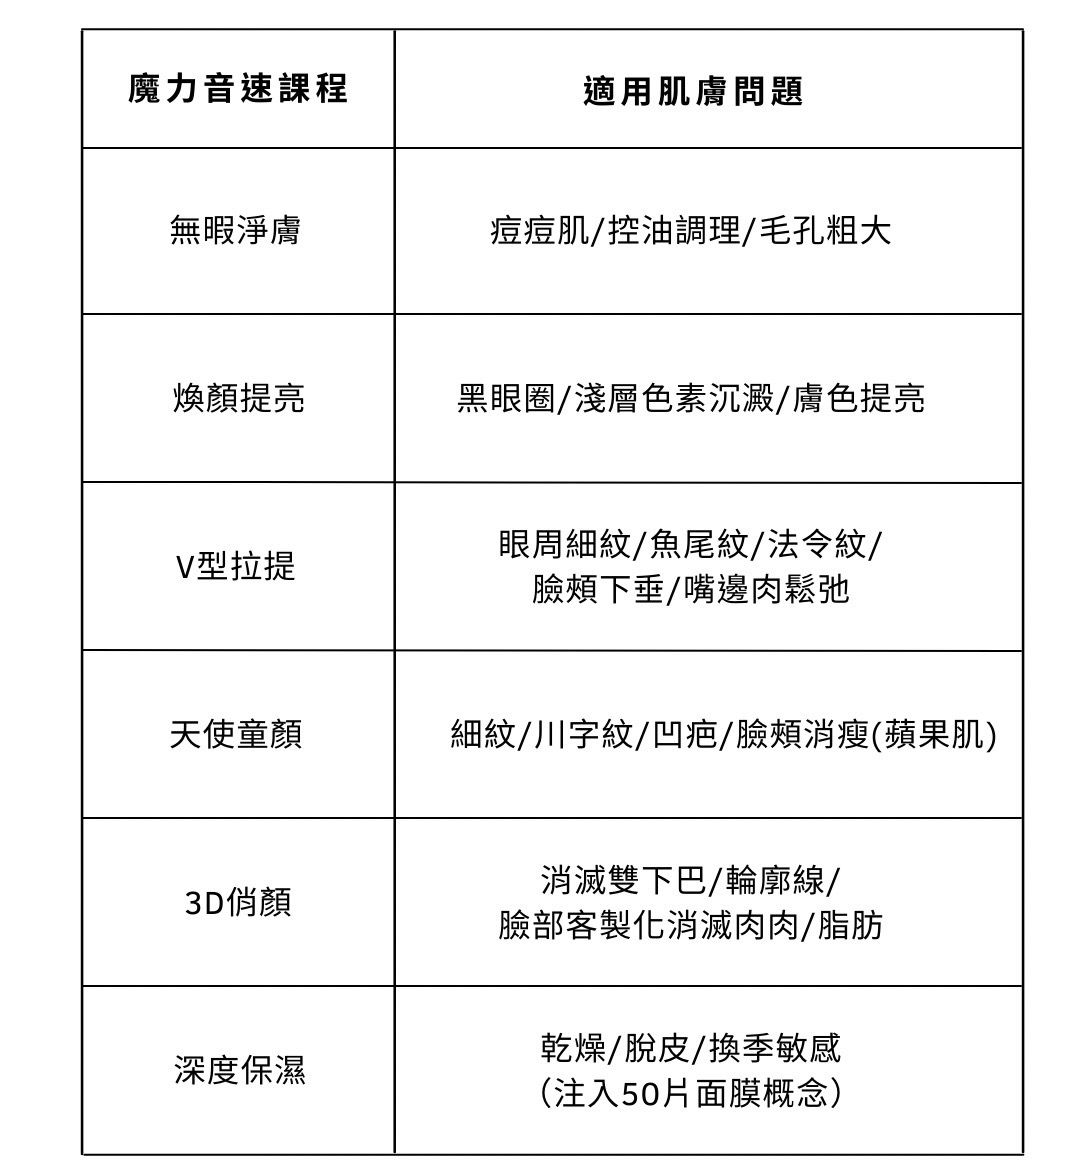 魔力音速課程
適用肌膚問題
無暇淨膚
痘痘肌/控油調理/毛孔粗大
煥顏提亮
黑眼圈/淺層色素沉澱/膚色提亮
V型拉提
眼周細紋/魚尾紋/法令紋/
臉頰下垂/嘴邊肉鬆弛
天使童顏
細紋/川字紋/凹疤/臉頰消瘦(蘋果肌)
3D俏顏
消滅雙下巴/輪廓線/
臉部客製化消滅肉肉/脂肪
深度保濕
乾燥/脫皮/換季敏感
（注入50片面膜概念）